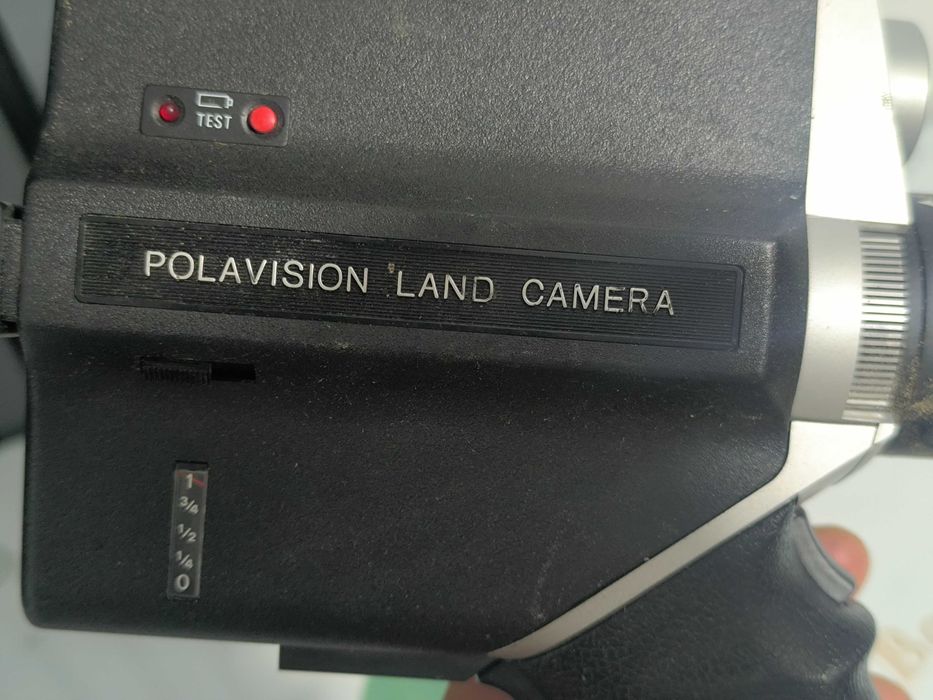 TEST
POLAVISION LAND CAMERA
1
3/4
1/2
1/4
0